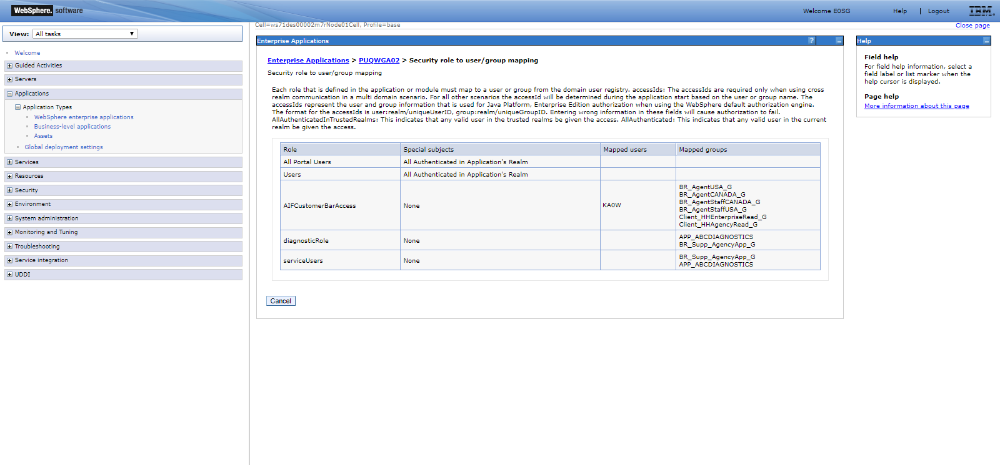 WebSphere. software
Welcome E0SG
Help | Logout
IBM.
View: All tasks
Cell=ws71des00002m7rNode01Cell, Profile=base
Close page
Welcome
Guided Activities
Servers
Applications
Application Types
WebSphere enterprise applications
Business-level applications
Assets
Global deployment settings
Services
Resources
Security
Environment
System administration
Monitoring and Tuning
Troubleshooting
Service integration
UDDI
Enterprise Applications
?
Enterprise Applications > PUQWGA02 > Security role to user/group mapping
Security role to user/group mapping
Each role that is defined in the application or module must map to a user or group from the domain user registry. accessIds: The accessIds are required only when using cross
realm communication in a multi domain scenario. For all other scenarios the accessId will be determined during the application start based on the user or group name. The
accessIds represent the user and group information that is used for Java Platform, Enterprise Edition authorization when using the WebSphere default authorization engine.
The format for the accessIds is user:realm/uniqueUserID, group:realm/uniqueGroupID. Entering wrong information in these fields will cause authorization to fail.
AllAuthenticatedInTrustedRealms: This indicates that any valid user in the trusted realms be given the access. AllAuthenticated: This indicates that any valid user in the current
realm be given the access.
Role Special subjects Mapped users Mapped groups
All Portal Users All Authenticated in Application's Realm
Users All Authenticated in Application's Realm
AIFCustomerBarAccess None KA0W
BR_AgentUSA_G
BR_AgentCANADA_G
BR_AgentStaffCANADA_G
BR_AgentStaffUSA_G
Client_HHEnterpriseRead_G
Client_HHAgencyRead_G
diagnosticRole None
APP_ABCDIAGNOSTICS
BR_Supp_AgencyApp_G
serviceUsers None
BR_Supp_AgencyApp_G
APP_ABCDIAGNOSTICS
Cancel
Help
Field help
For field help information, select a
field label or list marker when the
help cursor is displayed.
Page help
More information about this page